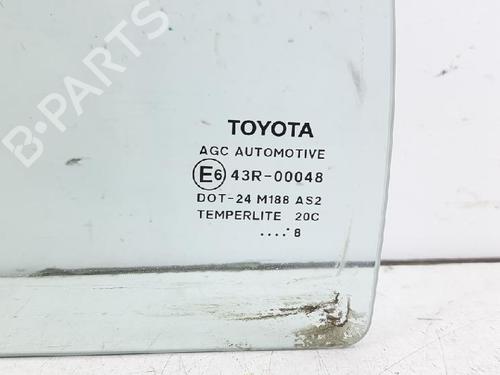 B-PARTS
TOYOTA
AGC AUTOMOTIVE
E6 43R-00048
DOT-24 M188 AS2
TEMPERLITE 20C
....• 8